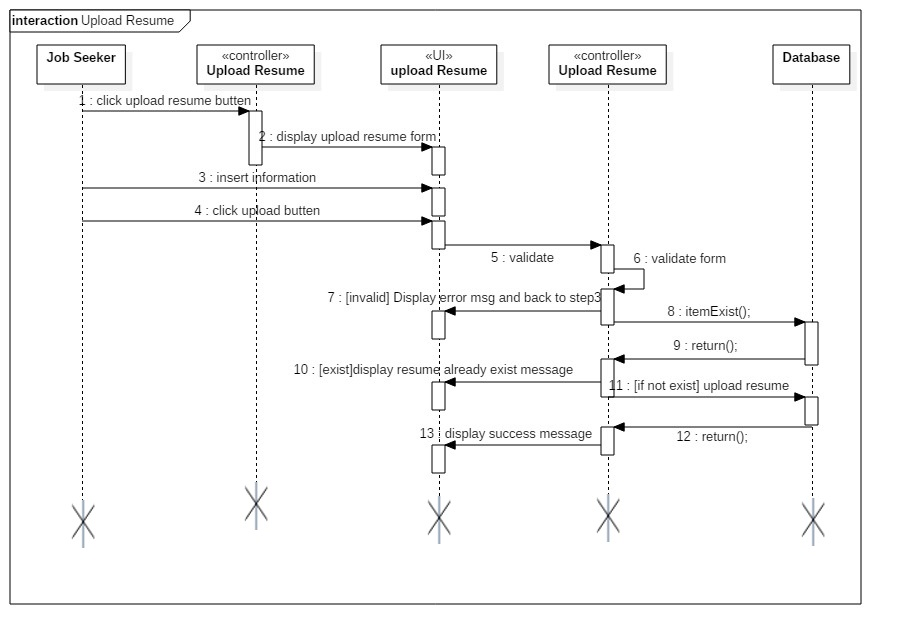 interaction Upload Resume
Job Seeker
«controller»
Upload Resume
«UI»
upload Resume
«controller»
Upload Resume
Database
1 : click upload resume butten
2 : display upload resume form
3 : insert information
4 : click upload butten
5 : validate
6 : validate form
7 : [invalid] Display error msg and back to step3
8 : itemExist();
9 : return();
10 : [exist]display resume already exist message
11 : [if not exist] upload resume
12 : return();
13 : display success message